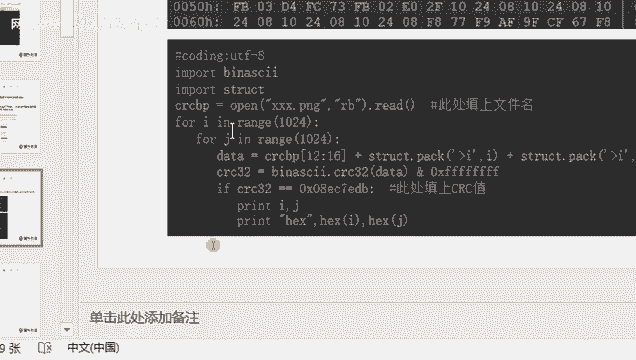 0050h: FB 03 D4 FC 73 FB 02 E0 2F 10 24 08 10 24 08 10
0060h: 24 08 10 24 08 10 24 08 F8 77 F9 AF 9F CF 67 F8
#coding:utf-8
import binascii
import struct
crcbp = open("xxx.png","rb").read() #此处填上文件名
for i in range(1024):
for j in range(1024):
data = crcbp[12:16] + struct.pack('>i',i) + struct.pack('>i',
crc32 = binascii.crc32(data) & 0xffffffff
if crc32 == 0x08ec7edb: #此处填上CRC值
print i,j
print "hex",hex(i),hex(j)
单击此处添加备注
9 张 中文(中国)